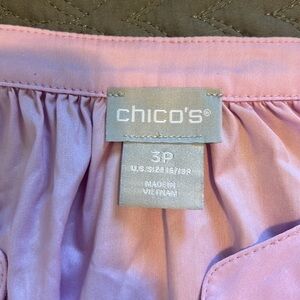 chico's®
3P
U.S. SIZE 16/18P
MADE IN
VIETNAM